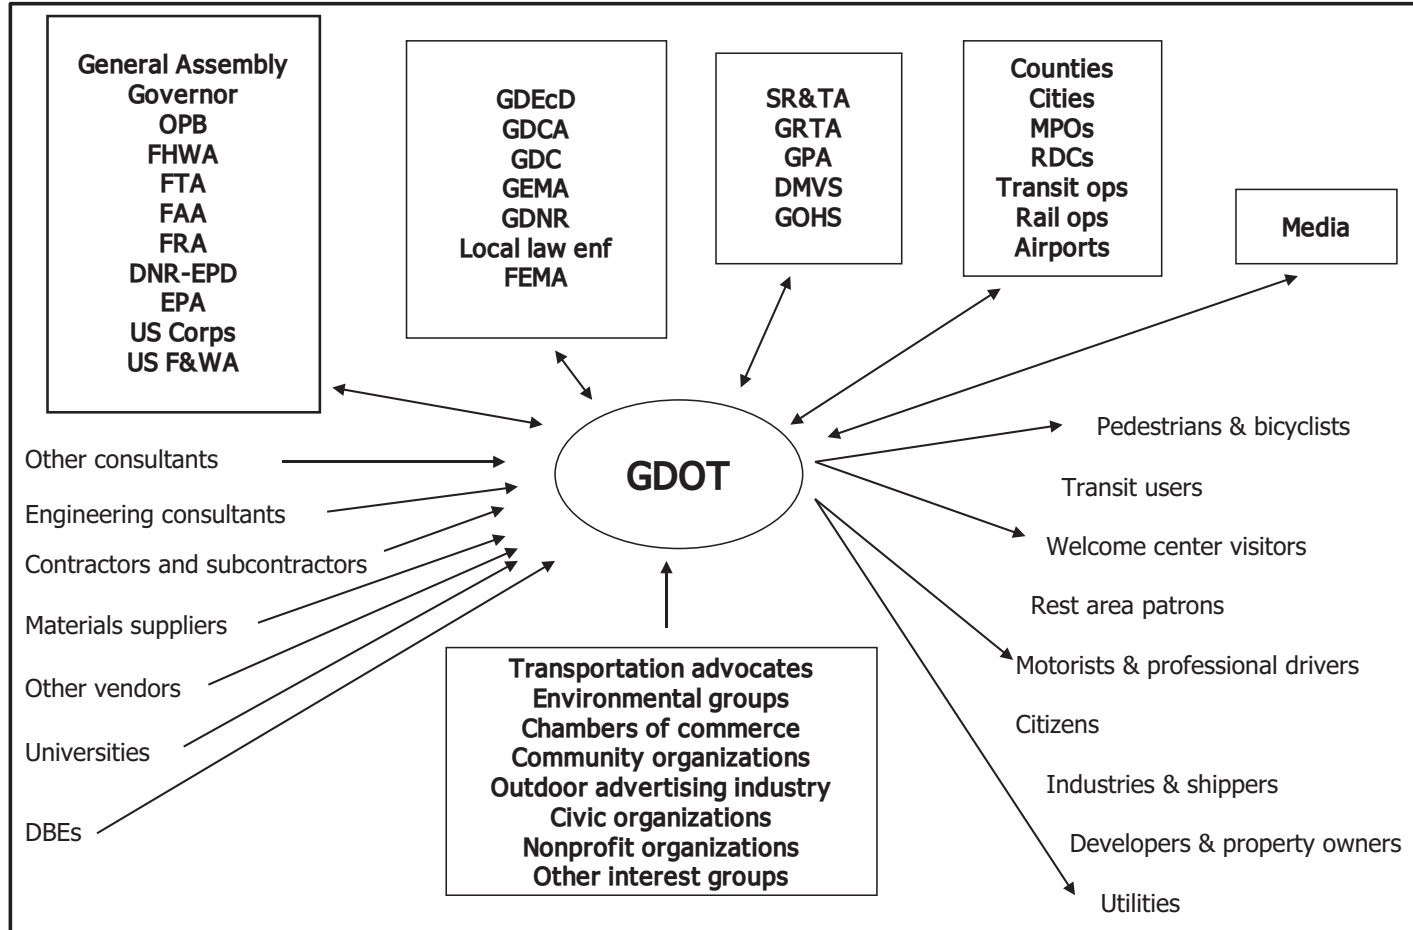 General Assembly
Governor
OPB
FHWA
FTA
FAA
FRA
DNR-EPD
EPA
US Corps
US F&WA
GDEcD
GDCA
GDC
GEMA
GDNR
Local law enf
FEMA
SR&TA
GRTA
GPA
DMVS
GOHS
Counties
Cities
MPOs
RDCs
Transit ops
Rail ops
Airports
Media
Other consultants
Engineering consultants
Contractors and subcontractors
Materials suppliers
Other vendors
Universities
DBEs
GDOT
Transportation advocates
Environmental groups
Chambers of commerce
Community organizations
Outdoor advertising industry
Civic organizations
Nonprofit organizations
Other interest groups
Pedestrians & bicyclists
Transit users
Welcome center visitors
Rest area patrons
Motorists & professional drivers
Citizens
Industries & shippers
Developers & property owners
Utilities